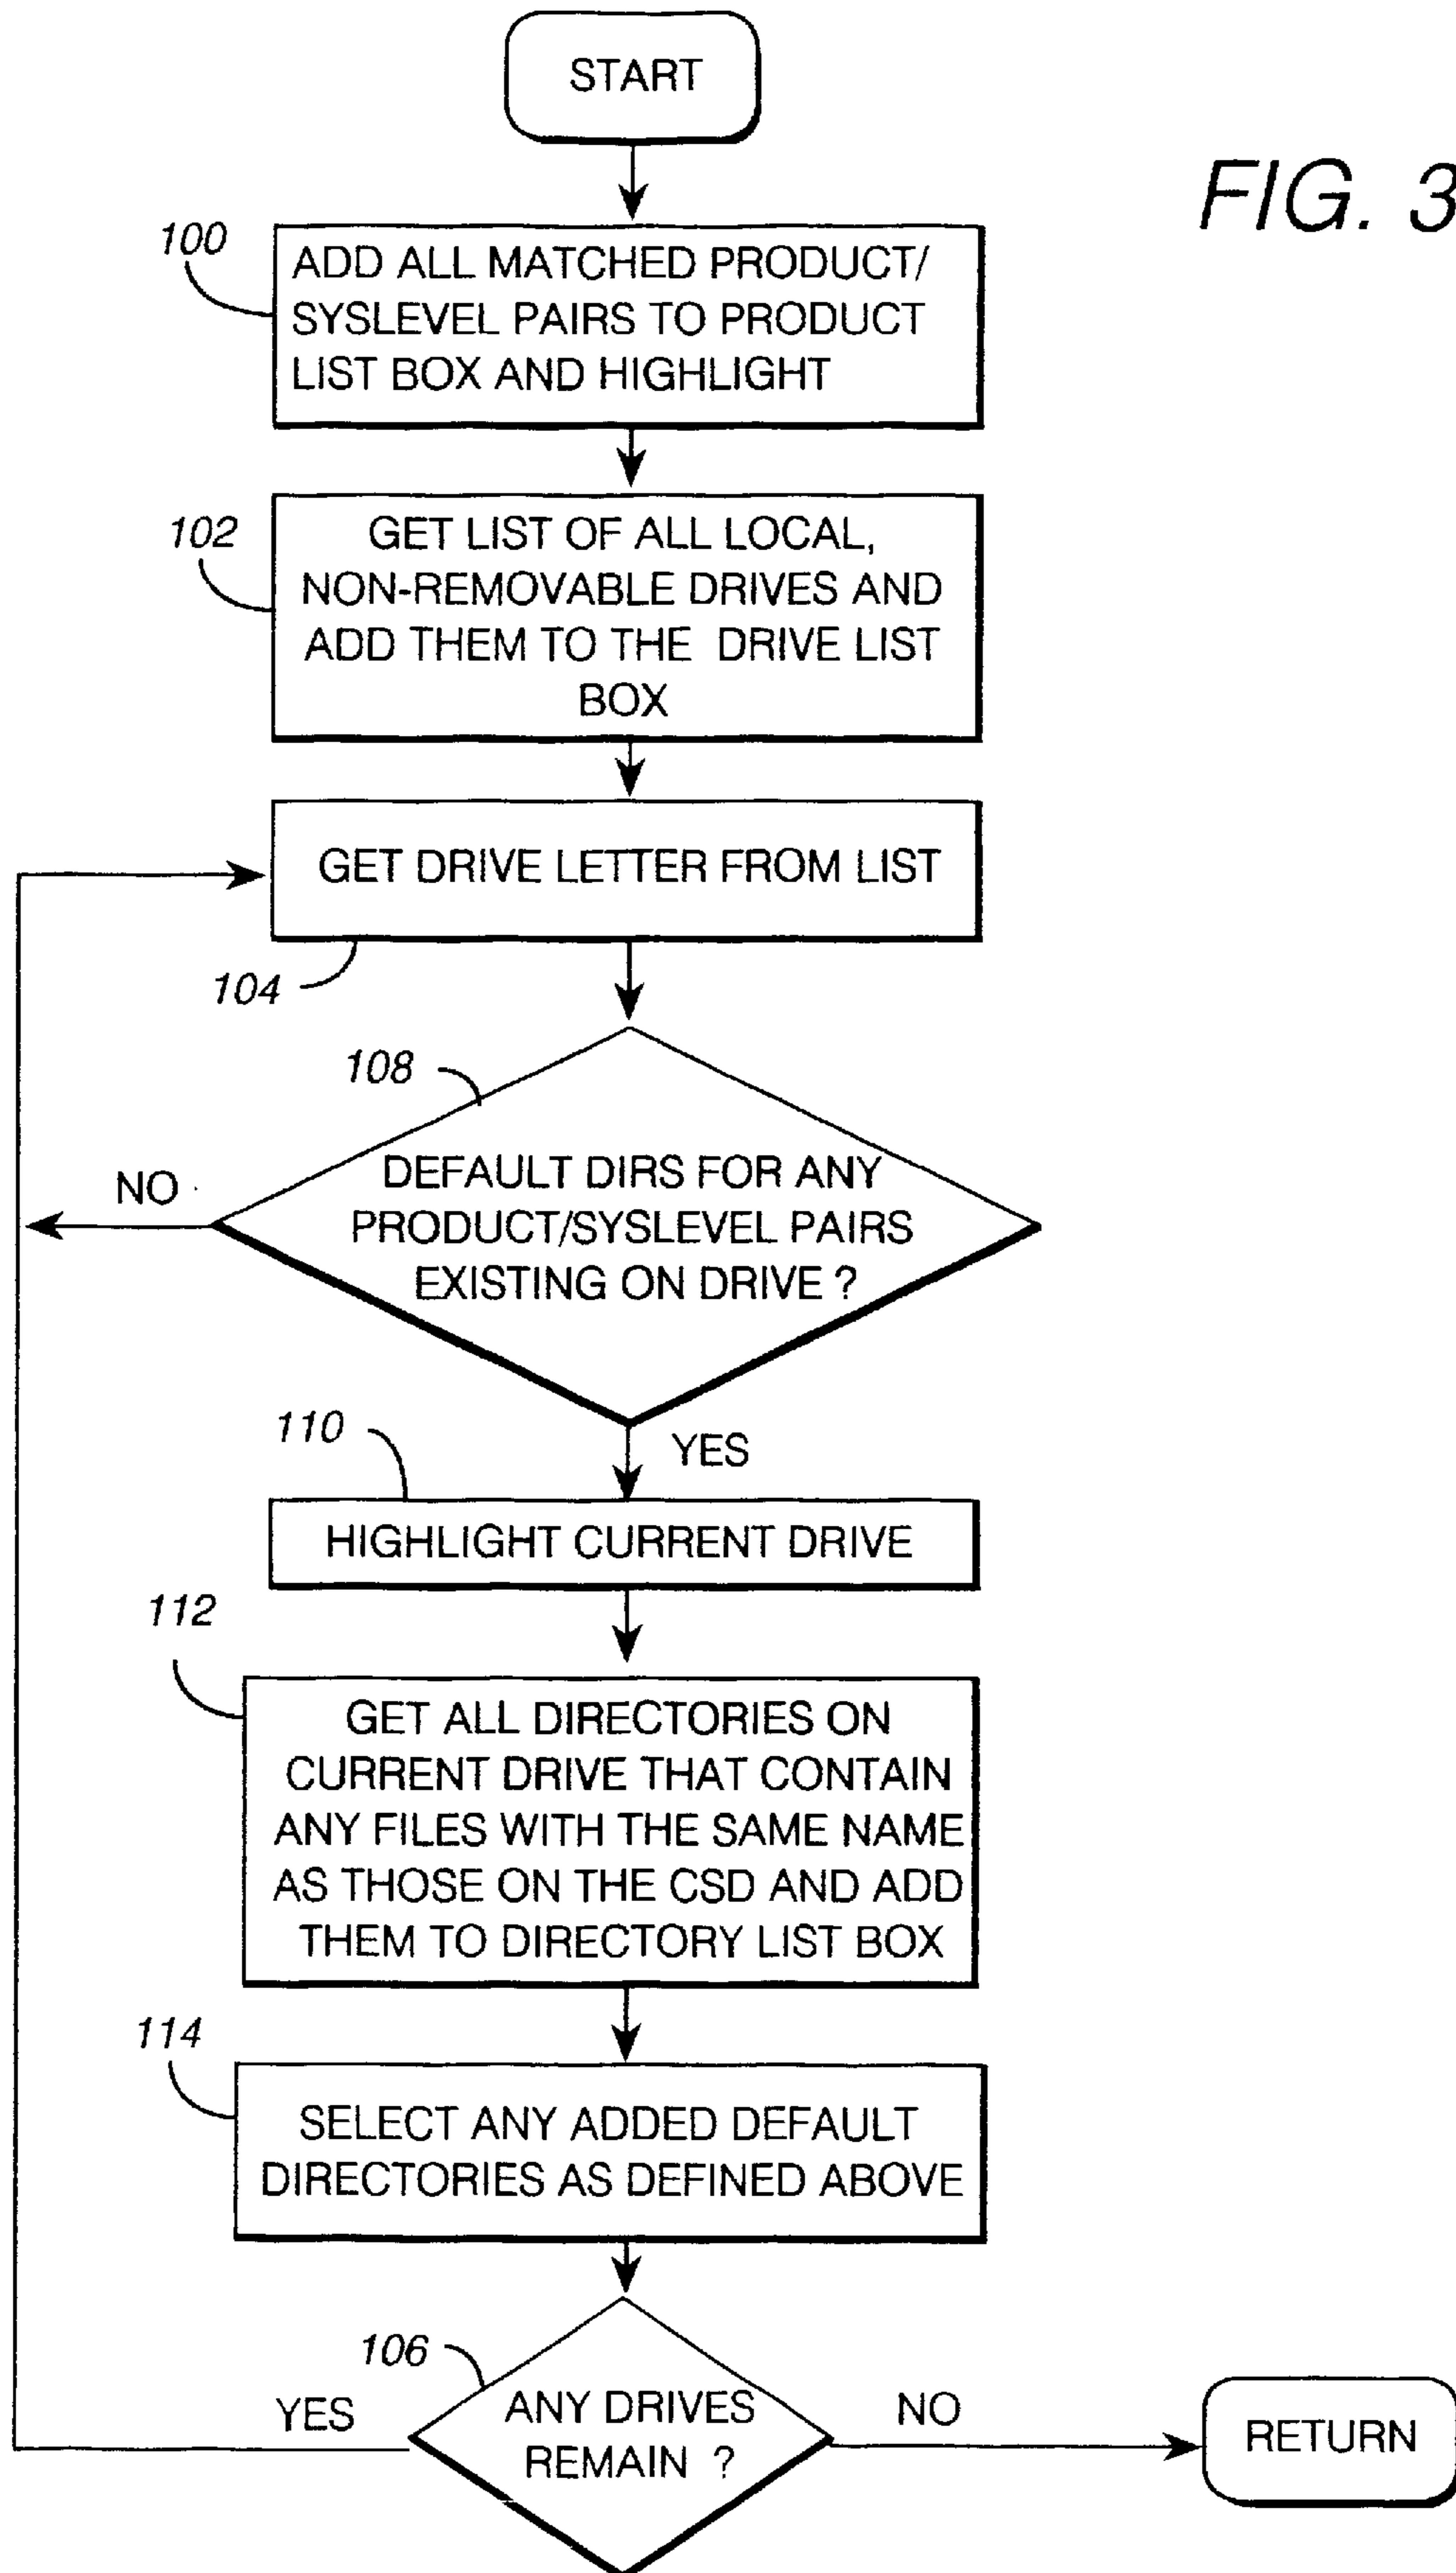 START
FIG. 3
100
ADD ALL MATCHED PRODUCT/
SYSLEVEL PAIRS TO PRODUCT
LIST BOX AND HIGHLIGHT
102
GET LIST OF ALL LOCAL,
NON-REMOVABLE DRIVES AND
ADD THEM TO THE DRIVE LIST
BOX
GET DRIVE LETTER FROM LIST
104
108
DEFAULT DIRS FOR ANY
PRODUCT/SYSLEVEL PAIRS
EXISTING ON DRIVE ?
NO
YES
110
HIGHLIGHT CURRENT DRIVE
112
GET ALL DIRECTORIES ON
CURRENT DRIVE THAT CONTAIN
ANY FILES WITH THE SAME NAME
AS THOSE ON THE CSD AND ADD
THEM TO DIRECTORY LIST BOX
114
SELECT ANY ADDED DEFAULT
DIRECTORIES AS DEFINED ABOVE
106
ANY DRIVES
REMAIN ?
YES
NO
RETURN